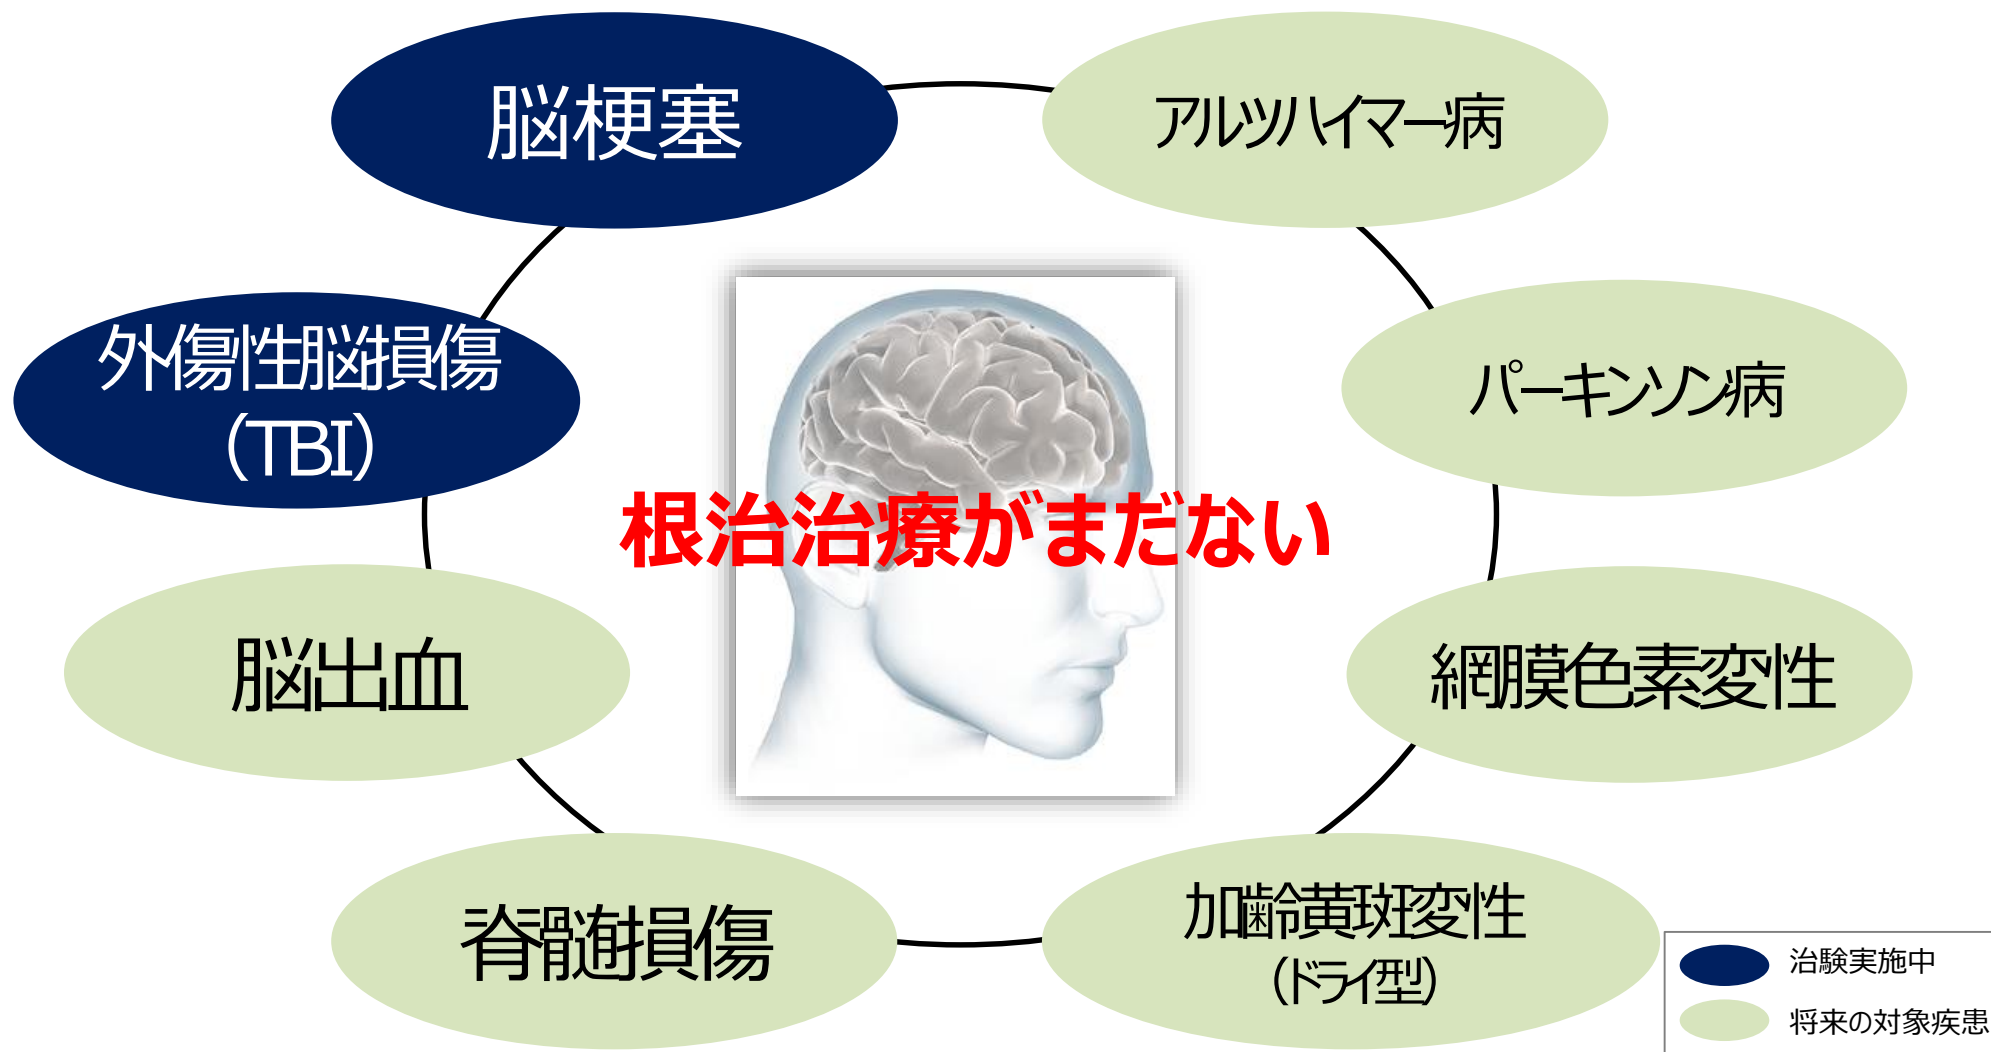 脳梗塞
アルツハイマー病
外傷性脳損傷
（TBI）
パーキンソン病
根治治療がまだない
脳出血
網膜色素変性
脊髄損傷
加齢黄斑変性
（ドライ型）
治験実施中
将来の対象疾患